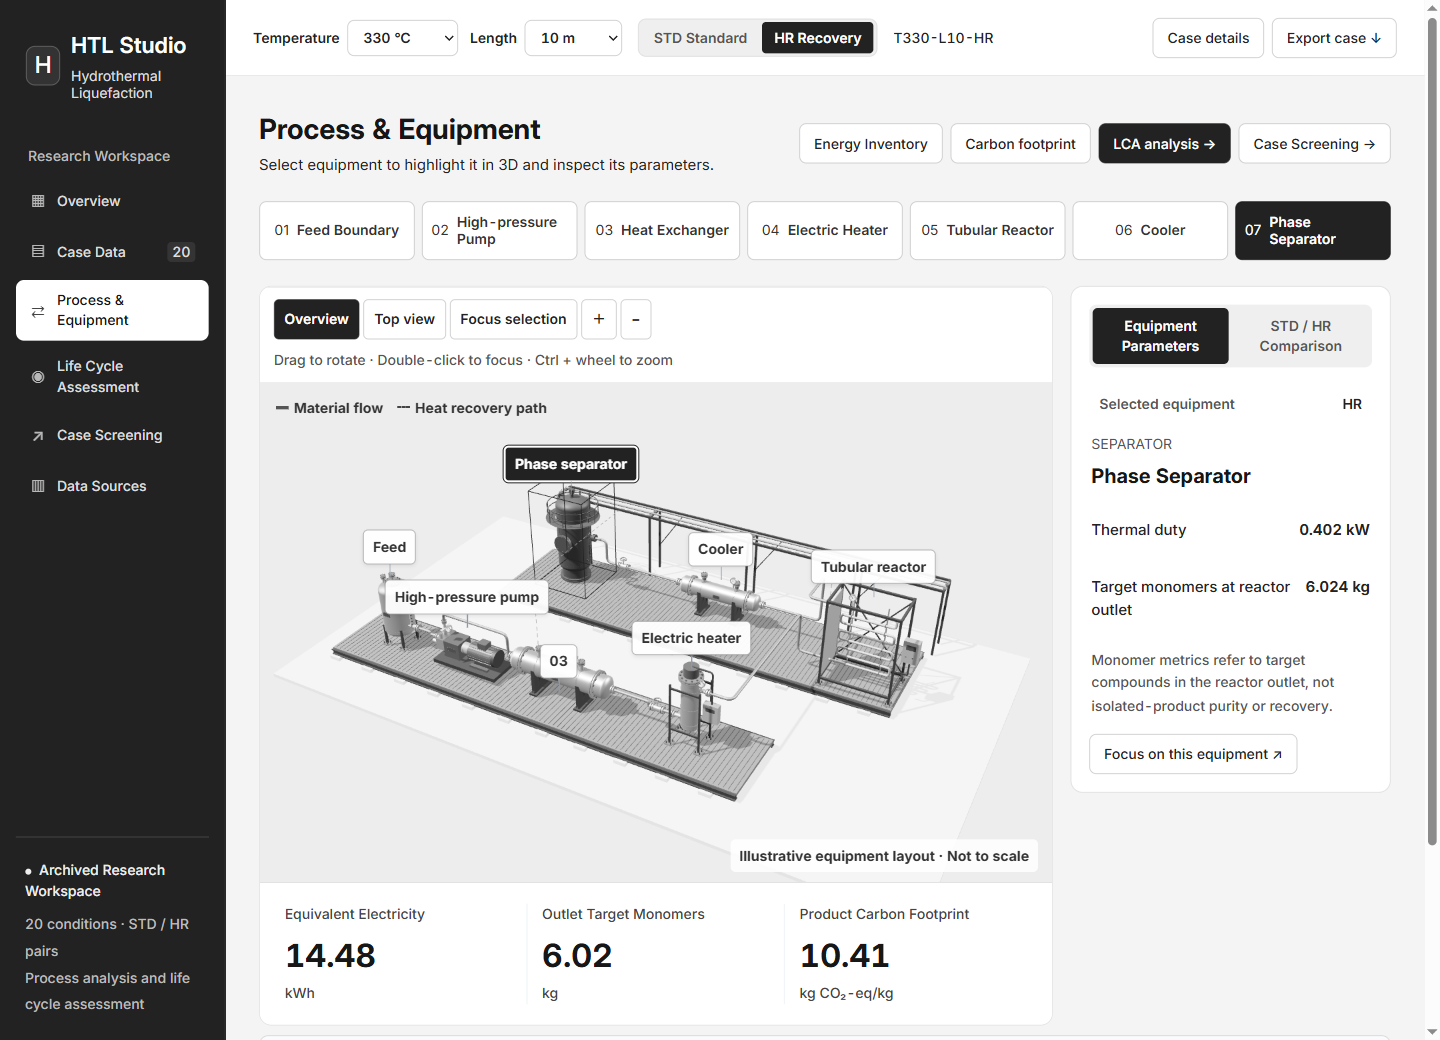 H
HTL Studio
Hydrothermal
Liquefaction
Research Workspace
Overview
Case Data 20
Process &
Equipment
Life Cycle
Assessment
Case Screening
Data Sources
• Archived Research
Workspace
20 conditions · STD / HR
pairs
Process analysis and life
cycle assessment
Temperature 330 °C Length 10 m STD Standard HR Recovery T330-L10-HR Case details Export case ↓
Process & Equipment
Select equipment to highlight it in 3D and inspect its parameters.
Energy Inventory Carbon footprint LCA analysis → Case Screening →
01 Feed Boundary
02 High-pressure
Pump
03 Heat Exchanger
04 Electric Heater
05 Tubular Reactor
06 Cooler
07 Phase
Separator
Overview Top view Focus selection + -
Drag to rotate · Double-click to focus · Ctrl + wheel to zoom
Material flow Heat recovery path
Phase separator
Feed
Cooler
Tubular reactor
High-pressure pump
Electric heater
03
Illustrative equipment layout · Not to scale
Equivalent Electricity
14.48
kWh
Outlet Target Monomers
6.02
kg
Product Carbon Footprint
10.41
kg CO₂-eq/kg
Equipment
Parameters
STD / HR
Comparison
Selected equipment HR
SEPARATOR
Phase Separator
Thermal duty 0.402 kW
Target monomers at reactor 6.024 kg
outlet
Monomer metrics refer to target
compounds in the reactor outlet, not
isolated-product purity or recovery.
Focus on this equipment ↗